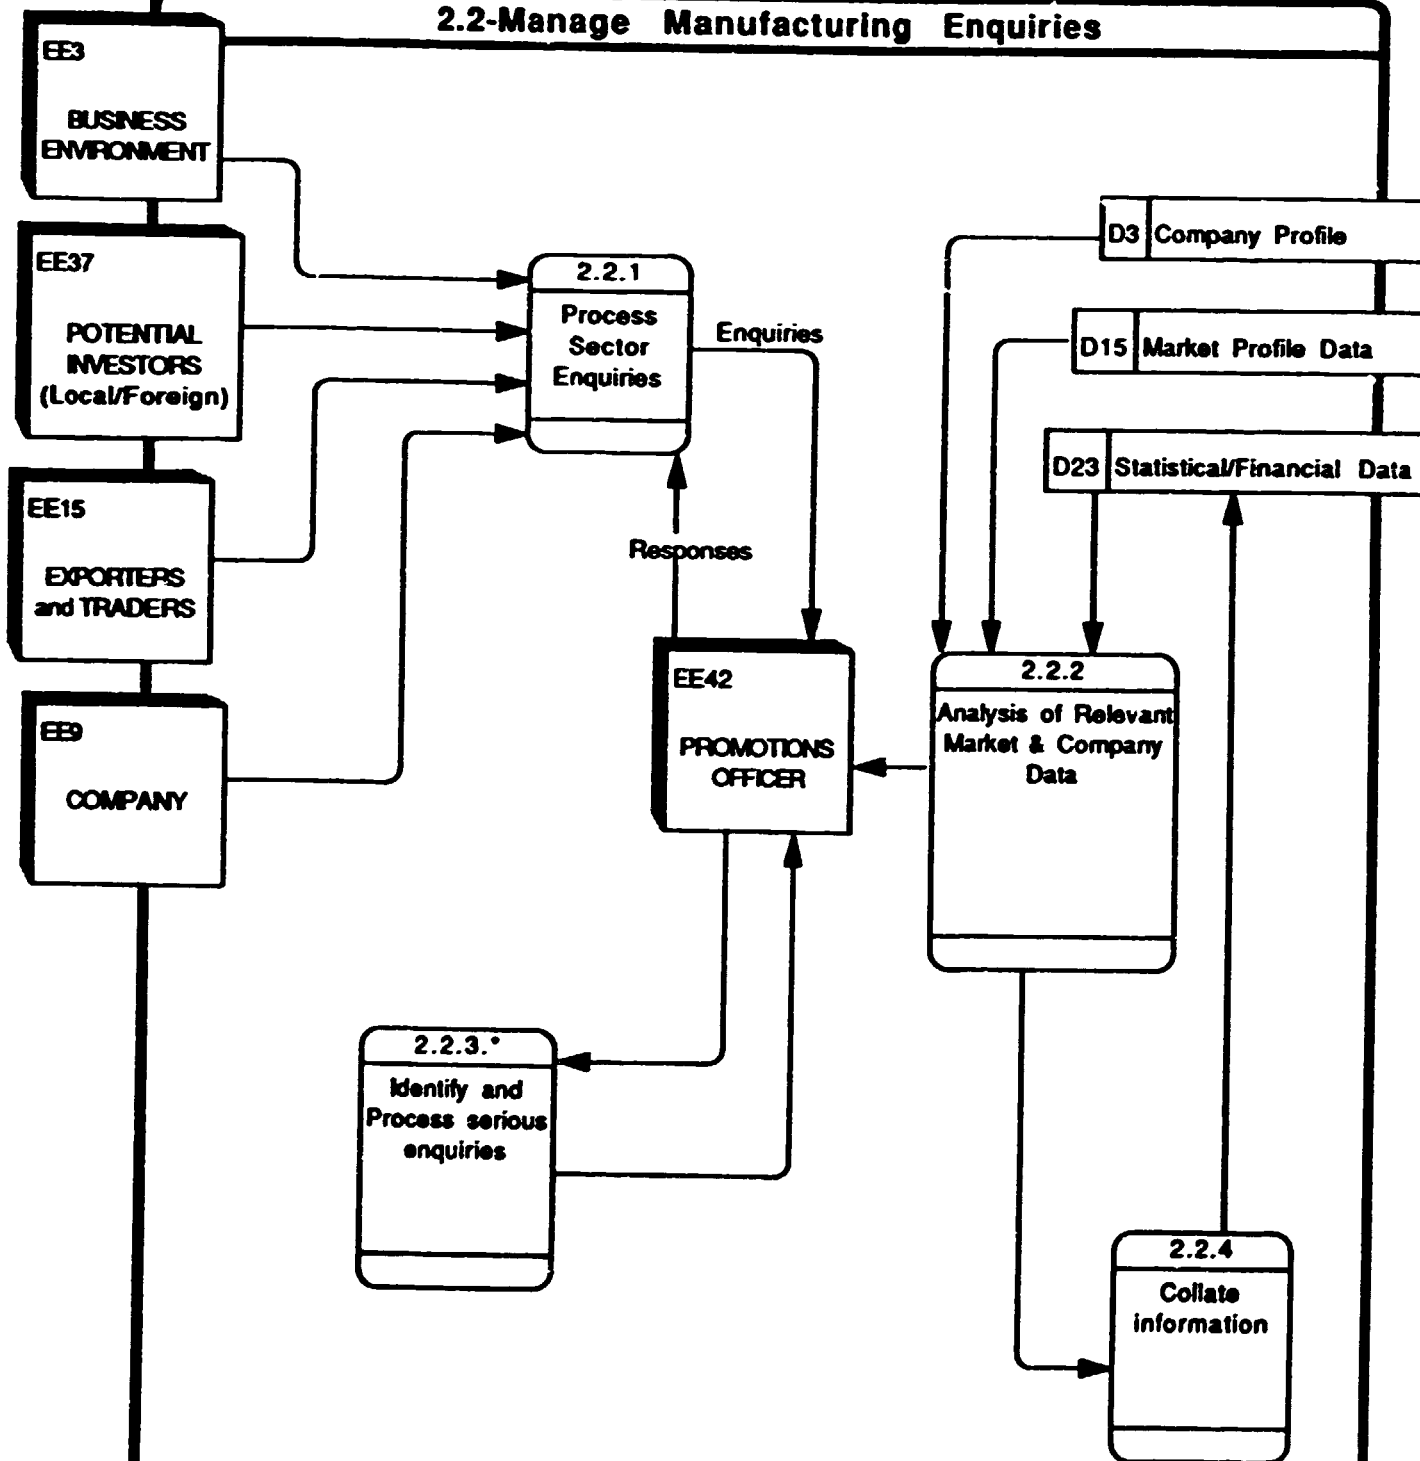 2.2-Manage Manufacturing Enquiries
EE3
BUSINESS
ENVIRONMENT
EE37
POTENTIAL
INVESTORS
(Local/Foreign)
EE15
EXPORTERS
and TRADERS
EE9
COMPANY
2.2.1
Process
Sector
Enquiries
Enquiries
Responses
D3 Company Profile
D15 Market Profile Data
D23 Statistical/Financial Data
EE42
PROMOTIONS
OFFICER
2.2.2
Analysis of Relevant
Market & Company
Data
2.2.3.*
Identify and
Process serious
enquiries
2.2.4
Collate
information